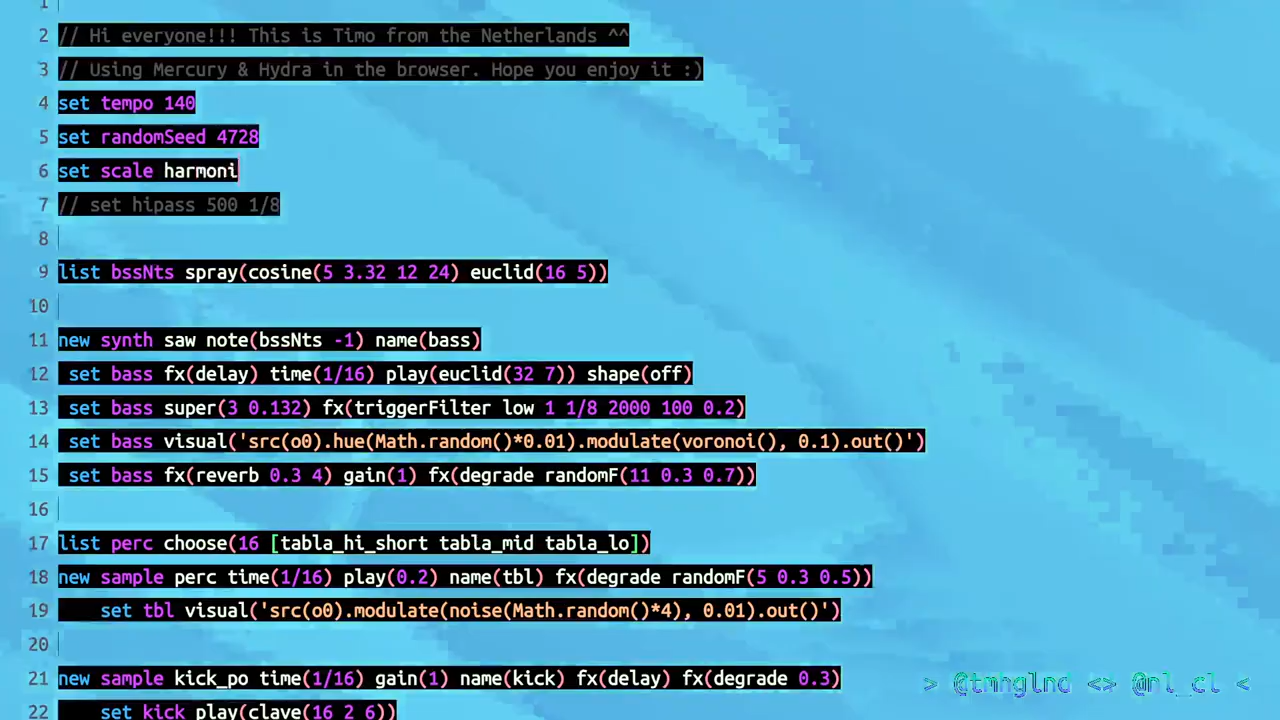 1
2 // Hi everyone!!! This is Timo from the Netherlands ^^
3 // Using Mercury & Hydra in the browser. Hope you enjoy it :)
4 set tempo 140
5 set randomSeed 4728
6 set scale harmoni
7 // set hipass 500 1/8
8
9 list bssNts spray(cosine(5 3.32 12 24) euclid(16 5))
10
11 new synth saw note(bssNts -1) name(bass)
12 set bass fx(delay) time(1/16) play(euclid(32 7)) shape(off)
13 set bass super(3 0.132) fx(triggerFilter low 1 1/8 2000 100 0.2)
14 set bass visual('src(o0).hue(Math.random()*0.01).modulate(voronoi(), 0.1).out()')
15 set bass fx(reverb 0.3 4) gain(1) fx(degrade randomF(11 0.3 0.7))
16
17 list perc choose(16 [tabla_hi_short tabla_mid tabla_lo])
18 new sample perc time(1/16) play(0.2) name(tbl) fx(degrade randomF(5 0.3 0.5))
19 set tbl visual('src(o0).modulate(noise(Math.random()*4), 0.01).out()')
20
21 new sample kick_po time(1/16) gain(1) name(kick) fx(delay) fx(degrade 0.3)
22 set kick play(clave(16 2 6))
> @tmhglnd <> @nl_cl <